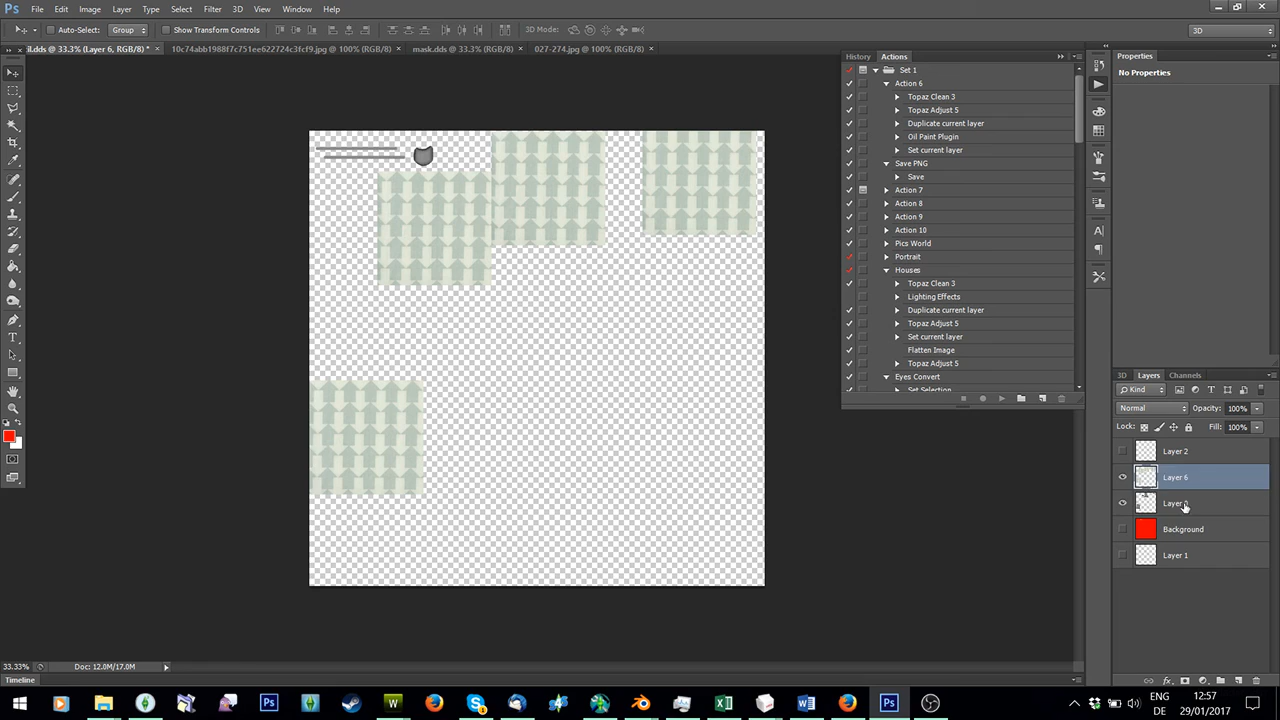 Ps File Edit Image Layer Type Select Filter 3D View Window Help
Auto-Select: Group Show Transform Controls 3D Mode: 3D
il.dds @ 33.3% (Layer 6, RGB/8) * × 10c74abb1988f7c751ee622724c3fcf9.jpg @ 100% (RGB/8) × mask.dds @ 33.3% (RGB/8) × 027-274.jpg @ 100% (RGB/8) ×
History Actions
Set 1
Action 6
Topaz Clean 3
Topaz Adjust 5
Duplicate current layer
Oil Paint Plugin
Set current layer
Save PNG
Save
Action 7
Action 8
Action 9
Action 10
Pics World
Portrait
Houses
Topaz Clean 3
Lighting Effects
Duplicate current layer
Topaz Adjust 5
Set current layer
Flatten Image
Topaz Adjust 5
Eyes Convert
Set Selection
Properties
No Properties
3D Layers Channels
Kind
Normal Opacity: 100%
Lock: Fill: 100%
Layer 2
Layer 6
Layer
Background
Layer 1
33.33% Doc: 12.0M/17.0M
Timeline
ENG 12:57
DE 29/01/2017